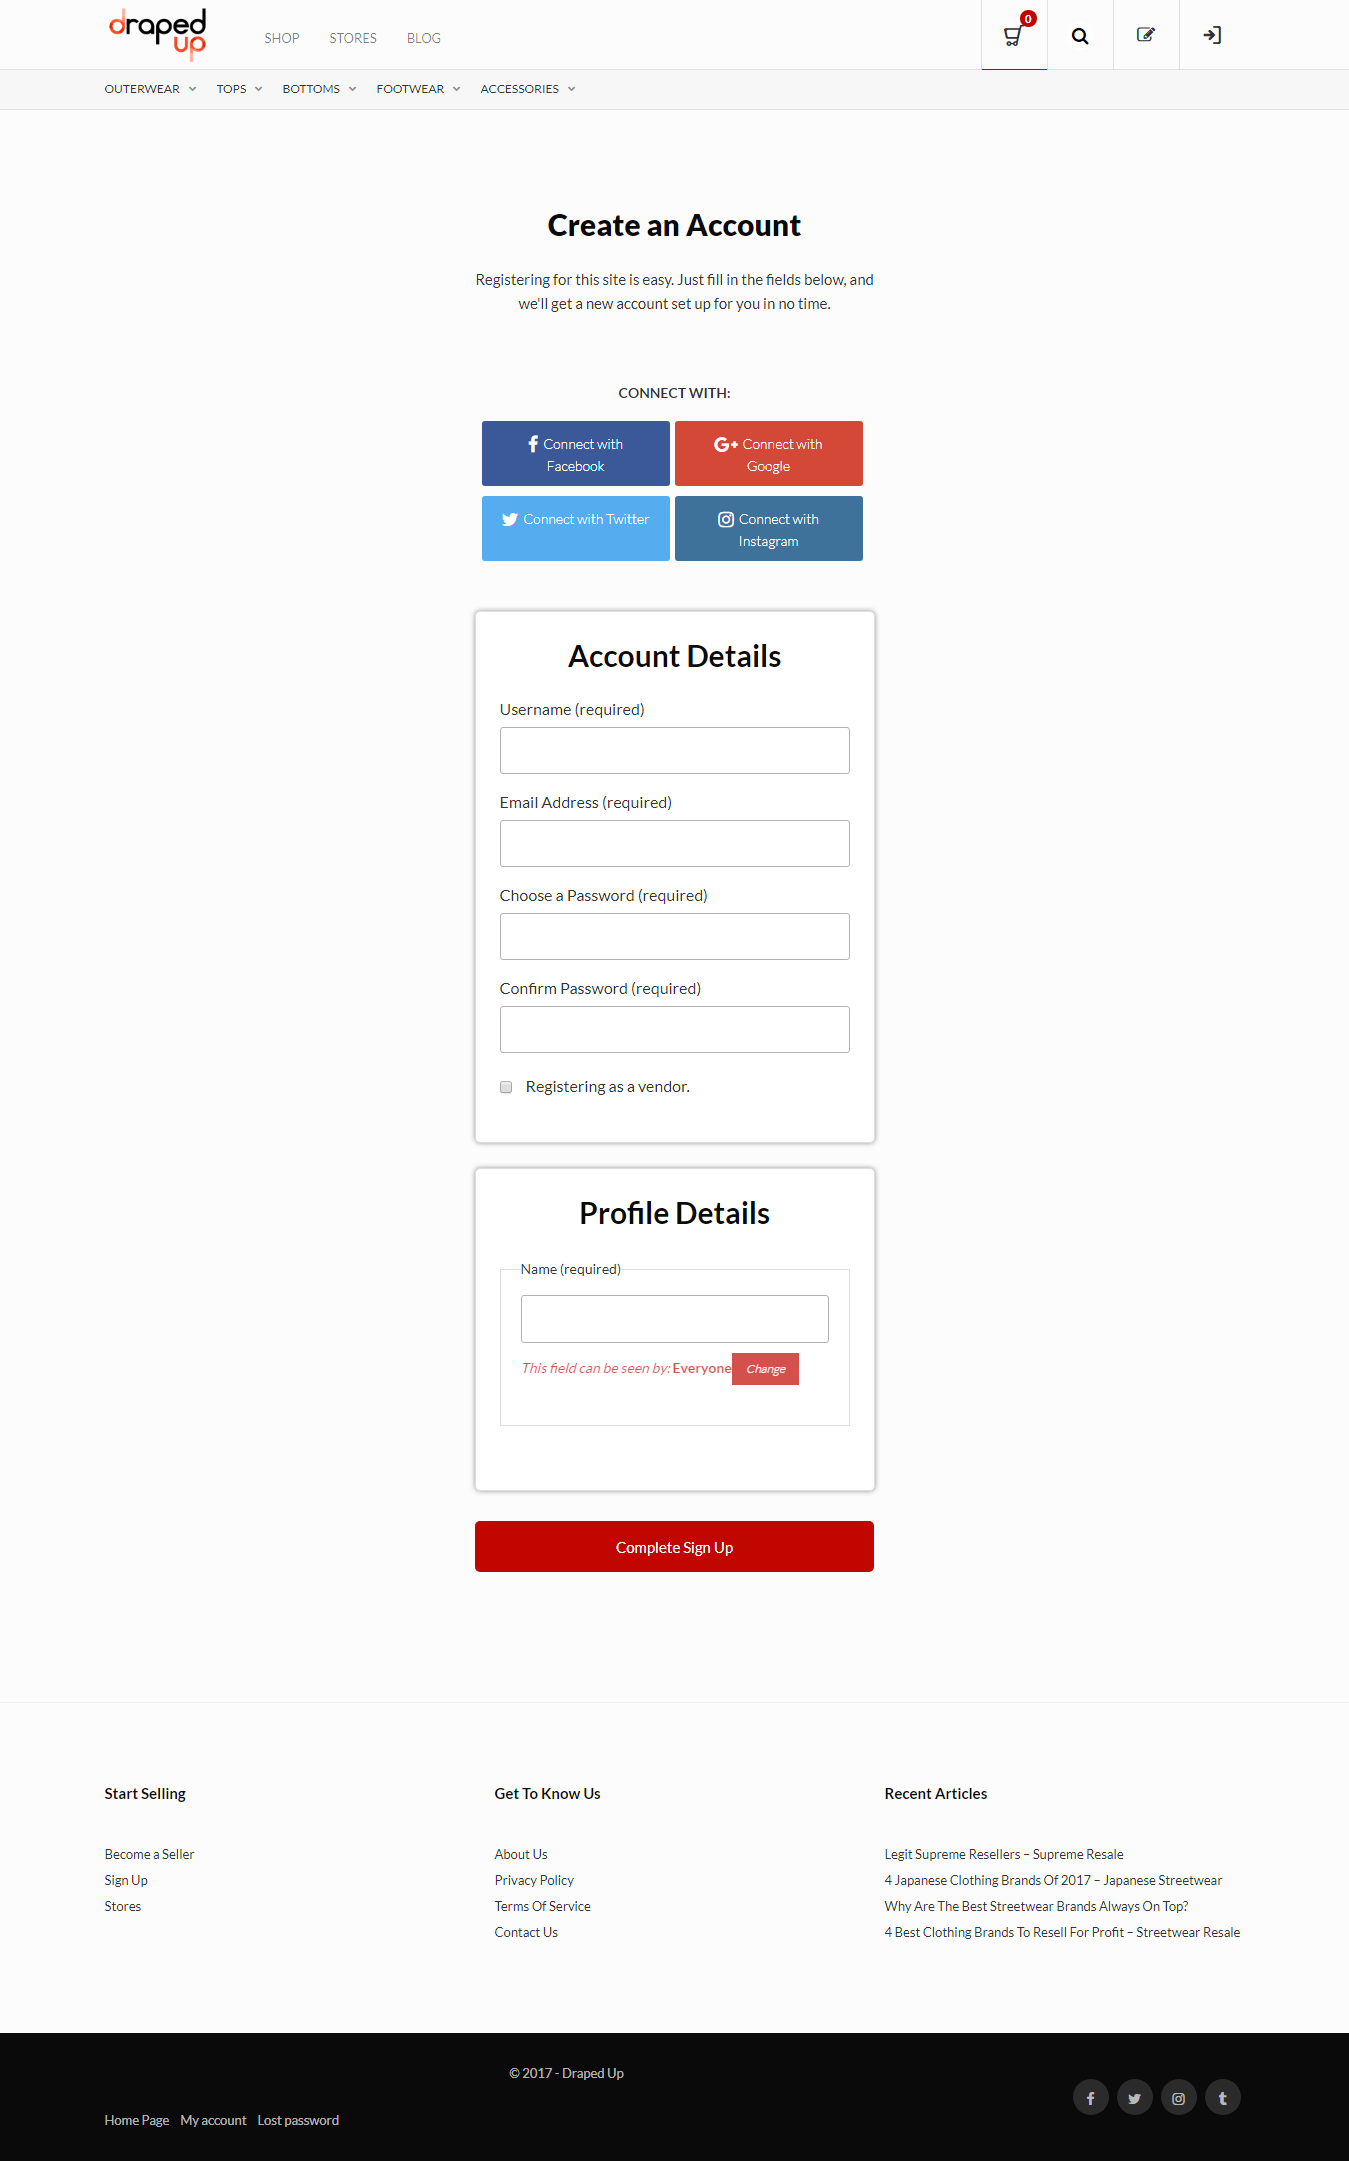 draped
up
SHOP STORES BLOG
0
OUTERWEAR TOPS BOTTOMS FOOTWEAR ACCESSORIES
Create an Account
Registering for this site is easy. Just fill in the fields below, and
we'll get a new account set up for you in no time.
CONNECT WITH:
Connect with
Facebook
Connect with
Google
Connect with Twitter
Connect with
Instagram
Account Details
Username (required)
Email Address (required)
Choose a Password (required)
Confirm Password (required)
Registering as a vendor.
Profile Details
Name (required)
This field can be seen by: Everyone Change
Complete Sign Up
Start Selling
Become a Seller
Sign Up
Stores
Get To Know Us
About Us
Privacy Policy
Terms Of Service
Contact Us
Recent Articles
Legit Supreme Resellers – Supreme Resale
4 Japanese Clothing Brands Of 2017 – Japanese Streetwear
Why Are The Best Streetwear Brands Always On Top?
4 Best Clothing Brands To Resell For Profit – Streetwear Resale
© 2017 - Draped Up
Home Page My account Lost password